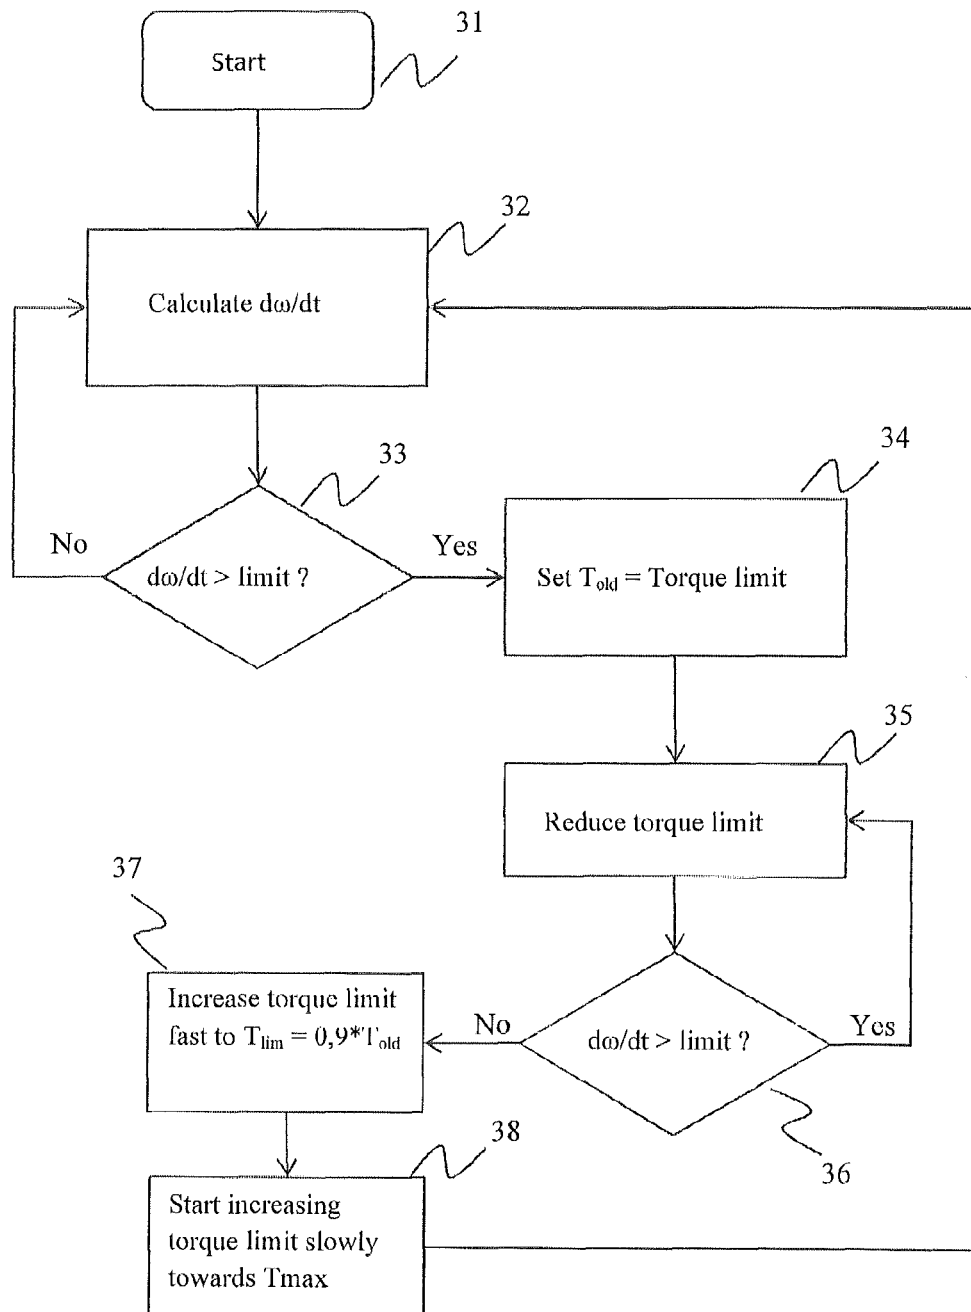 31
Start
32
Calculate dω/dt
33
34
No
Yes
dω/dt > limit ?
Set Told = Torque limit
35
Reduce torque limit
37
Increase torque limit
fast to Tlim = 0,9*Told
No
Yes
dω/dt > limit ?
36
38
Start increasing
torque limit slowly
towards Tmax